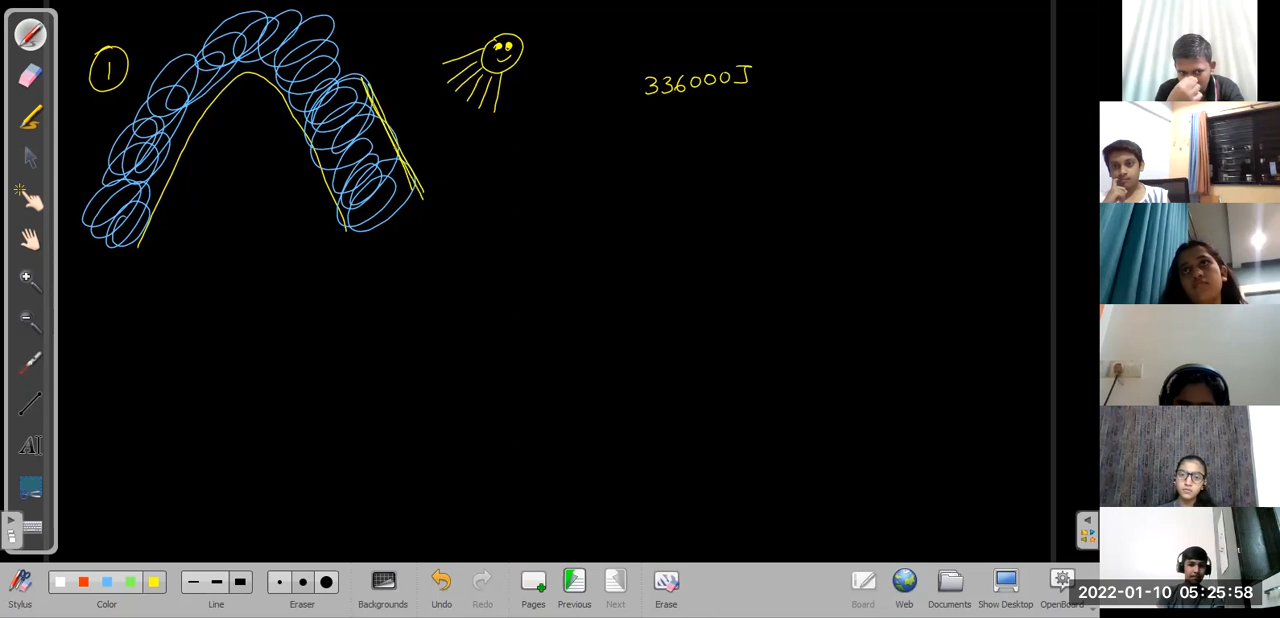 1
336000J
AI
Stylus
Color
Line
Eraser
Backgrounds
Undo
Redo
Pages
Previous
Next
Erase
Board
Web
Documents
Show Desktop
OpenBoard
2022-01-10 05:25:58